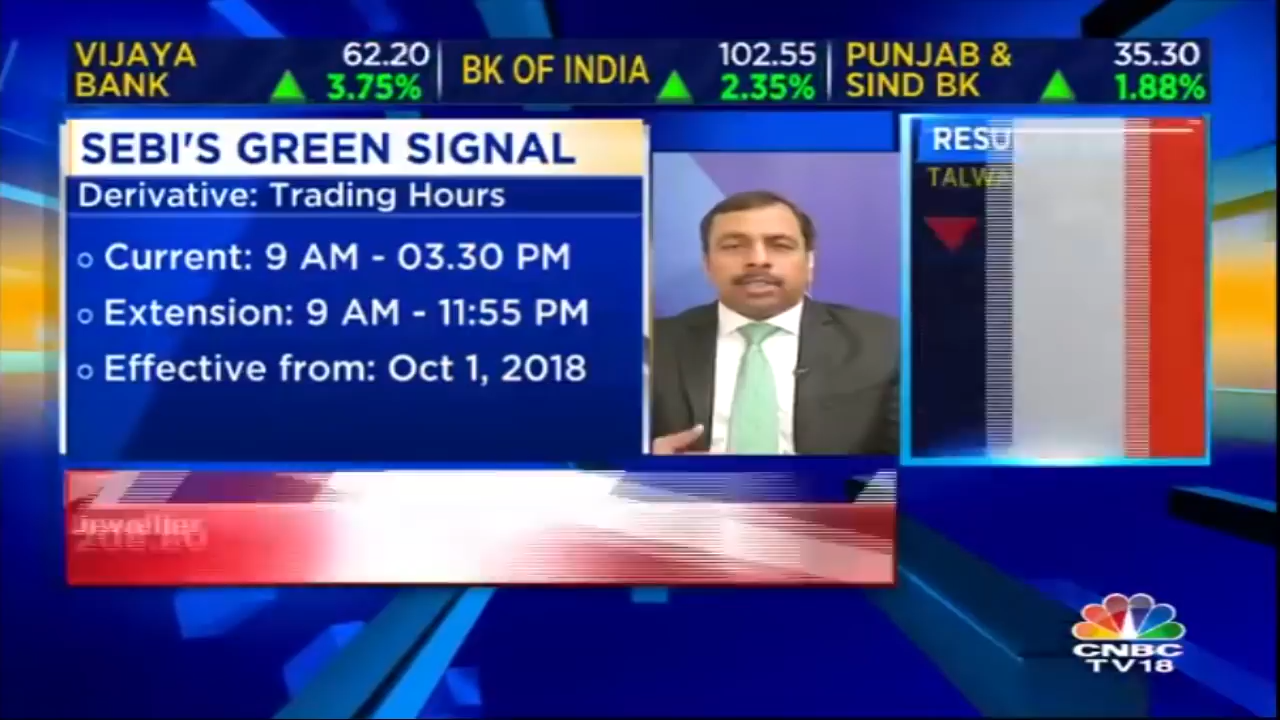 VIJAYA
BANK
62.20
3.75%
BK OF INDIA
102.55
2.35%
PUNJAB &
SIND BK
35.30
1.88%
SEBI'S GREEN SIGNAL
Derivative: Trading Hours
Current: 9 AM - 03.30 PM
Extension: 9 AM - 11:55 PM
Effective from: Oct 1, 2018
CNBC
TV18